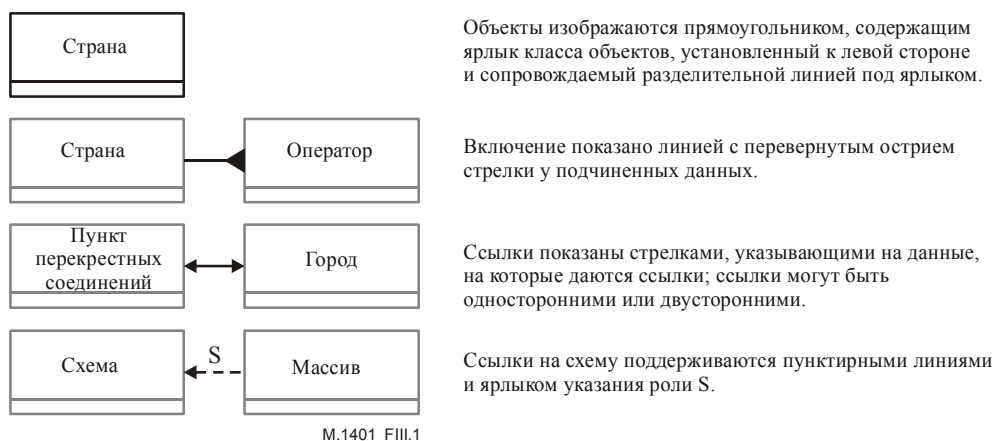 Страна
Объекты изображаются прямоугольником, содержащим
ярлык класса объектов, установленный к левой стороне
и сопровождаемый разделительной линией под ярлыком.
Страна
Оператор
Включение показано линией с перевернутым острием
стрелки у подчиненных данных.
Пункт
перекрестных
соединений
Город
Ссылки показаны стрелками, указывающими на данные,
на которые даются ссылки; ссылки могут быть
односторонними или двусторонними.
Схема
S
Массив
Ссылки на схему поддерживаются пунктирными линиями
и ярлыком указания роли S.
M.1401_FIII.1